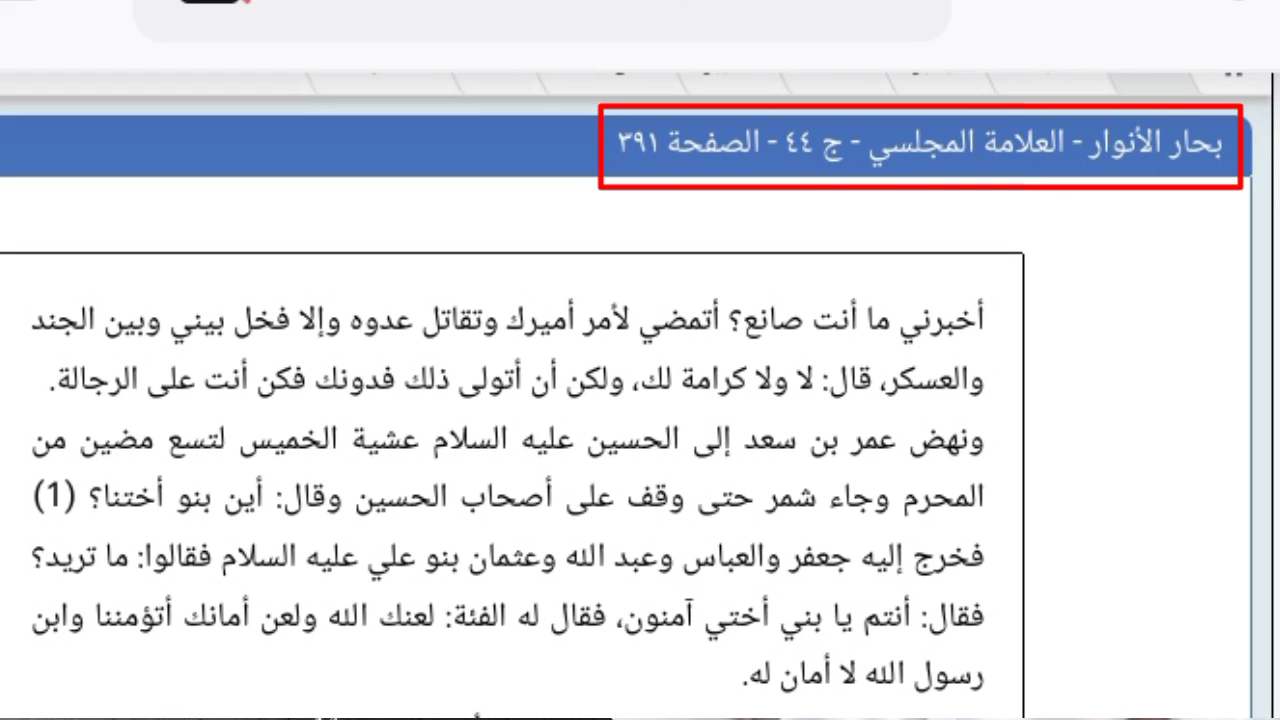 بحار الأنوار - العلامة المجلسي - ج ٤٤ - الصفحة ٣٩١
أخبرني ما أنت صانع؟ أتمضي لأمر أميرك وتقاتل عدوه وإلا فخل بيني وبين الجند
والعسكر، قال: لا ولا كرامة لك، ولكن أن أتولى ذلك فدونك فكن أنت على الرجالة.
ونهض عمر بن سعد إلى الحسين عليه السلام عشية الخميس لتسع مضين من
المحرم وجاء شمر حتى وقف على أصحاب الحسين وقال: أين بنو أختنا؟ (1)
فخرج إليه جعفر والعباس وعبد الله وعثمان بنو علي عليه السلام فقالوا: ما تريد؟
فقال: أنتم يا بني أختي آمنون، فقال له الفئة: لعنك الله ولعن أمانك أتؤمننا وابن
رسول الله لا أمان له.